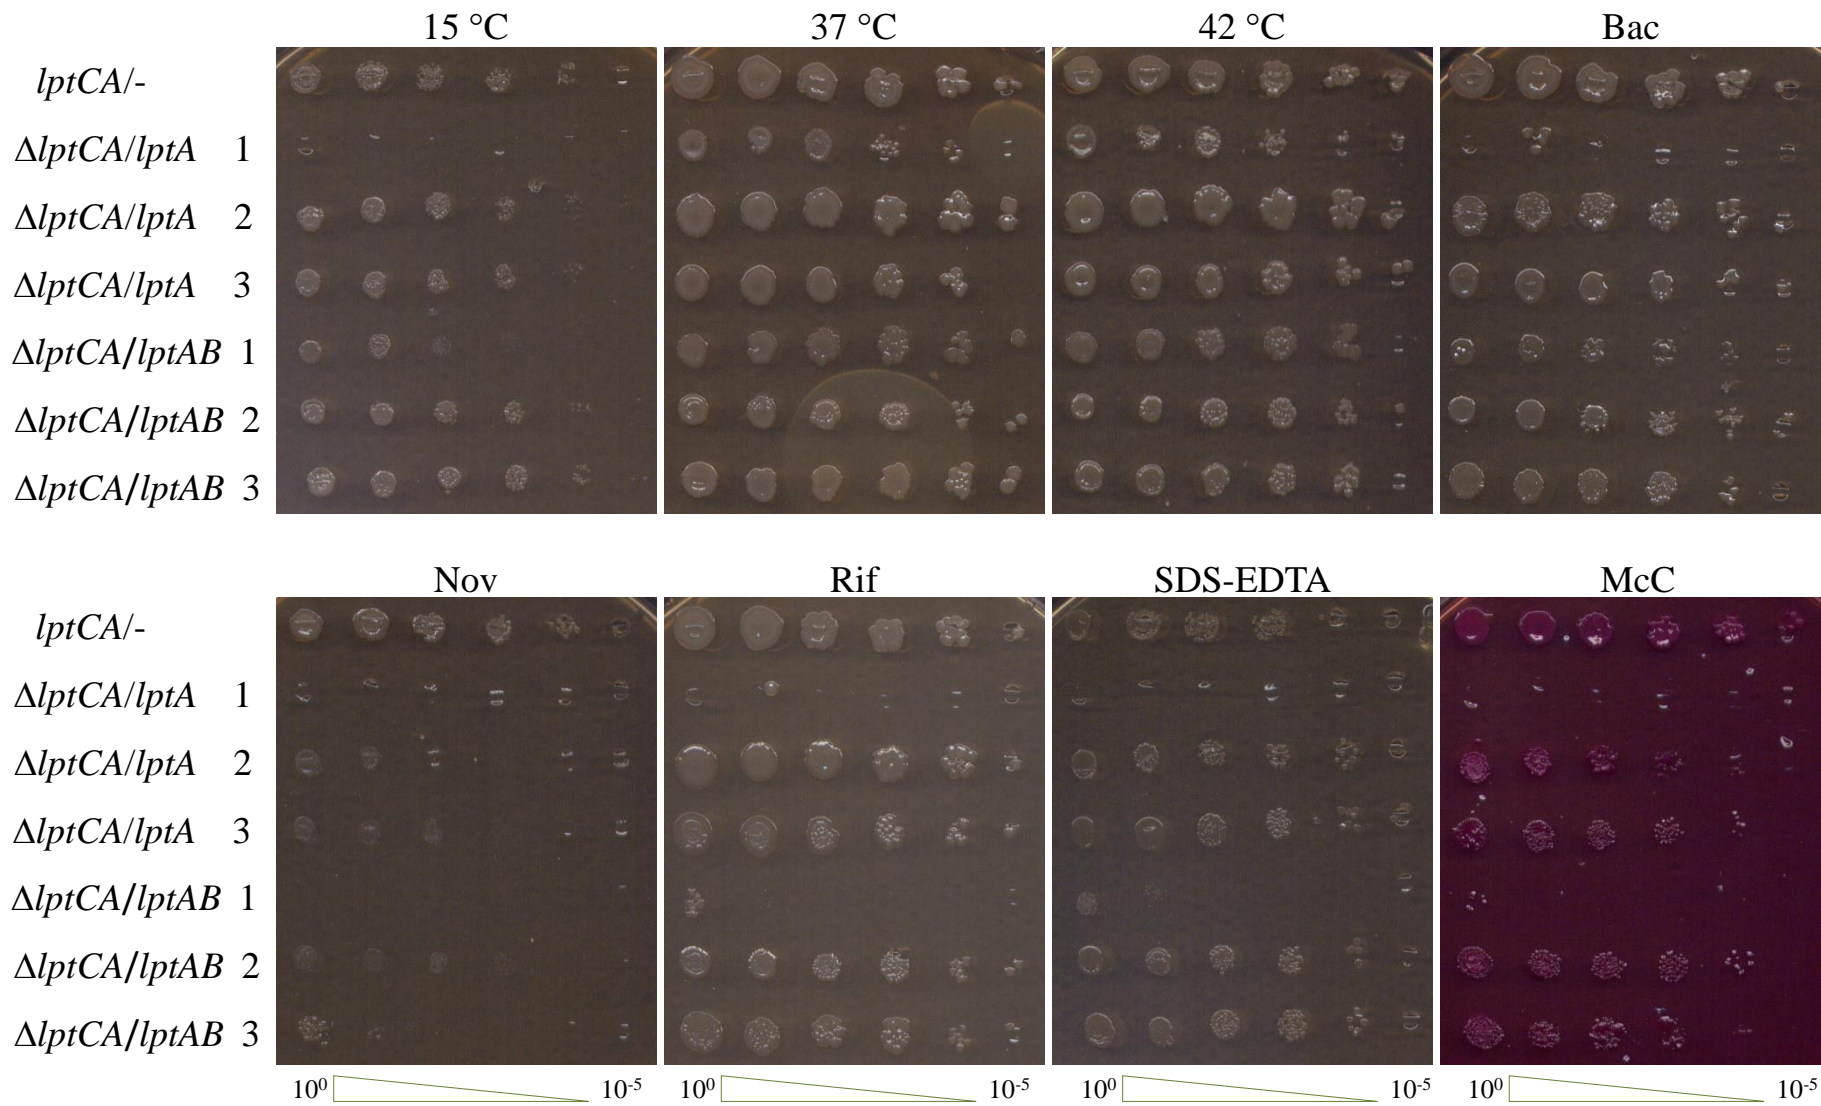 15 °C 37 °C 42 °C Bac
lptCA/-
ΔlptCA/lptA 1
ΔlptCA/lptA 2
ΔlptCA/lptA 3
ΔlptCA/lptAB 1
ΔlptCA/lptAB 2
ΔlptCA/lptAB 3
Nov Rif SDS-EDTA McC
lptCA/-
ΔlptCA/lptA 1
ΔlptCA/lptA 2
ΔlptCA/lptA 3
ΔlptCA/lptAB 1
ΔlptCA/lptAB 2
ΔlptCA/lptAB 3
10⁰ 10⁻⁵ 10⁰ 10⁻⁵ 10⁰ 10⁻⁵ 10⁰ 10⁻⁵